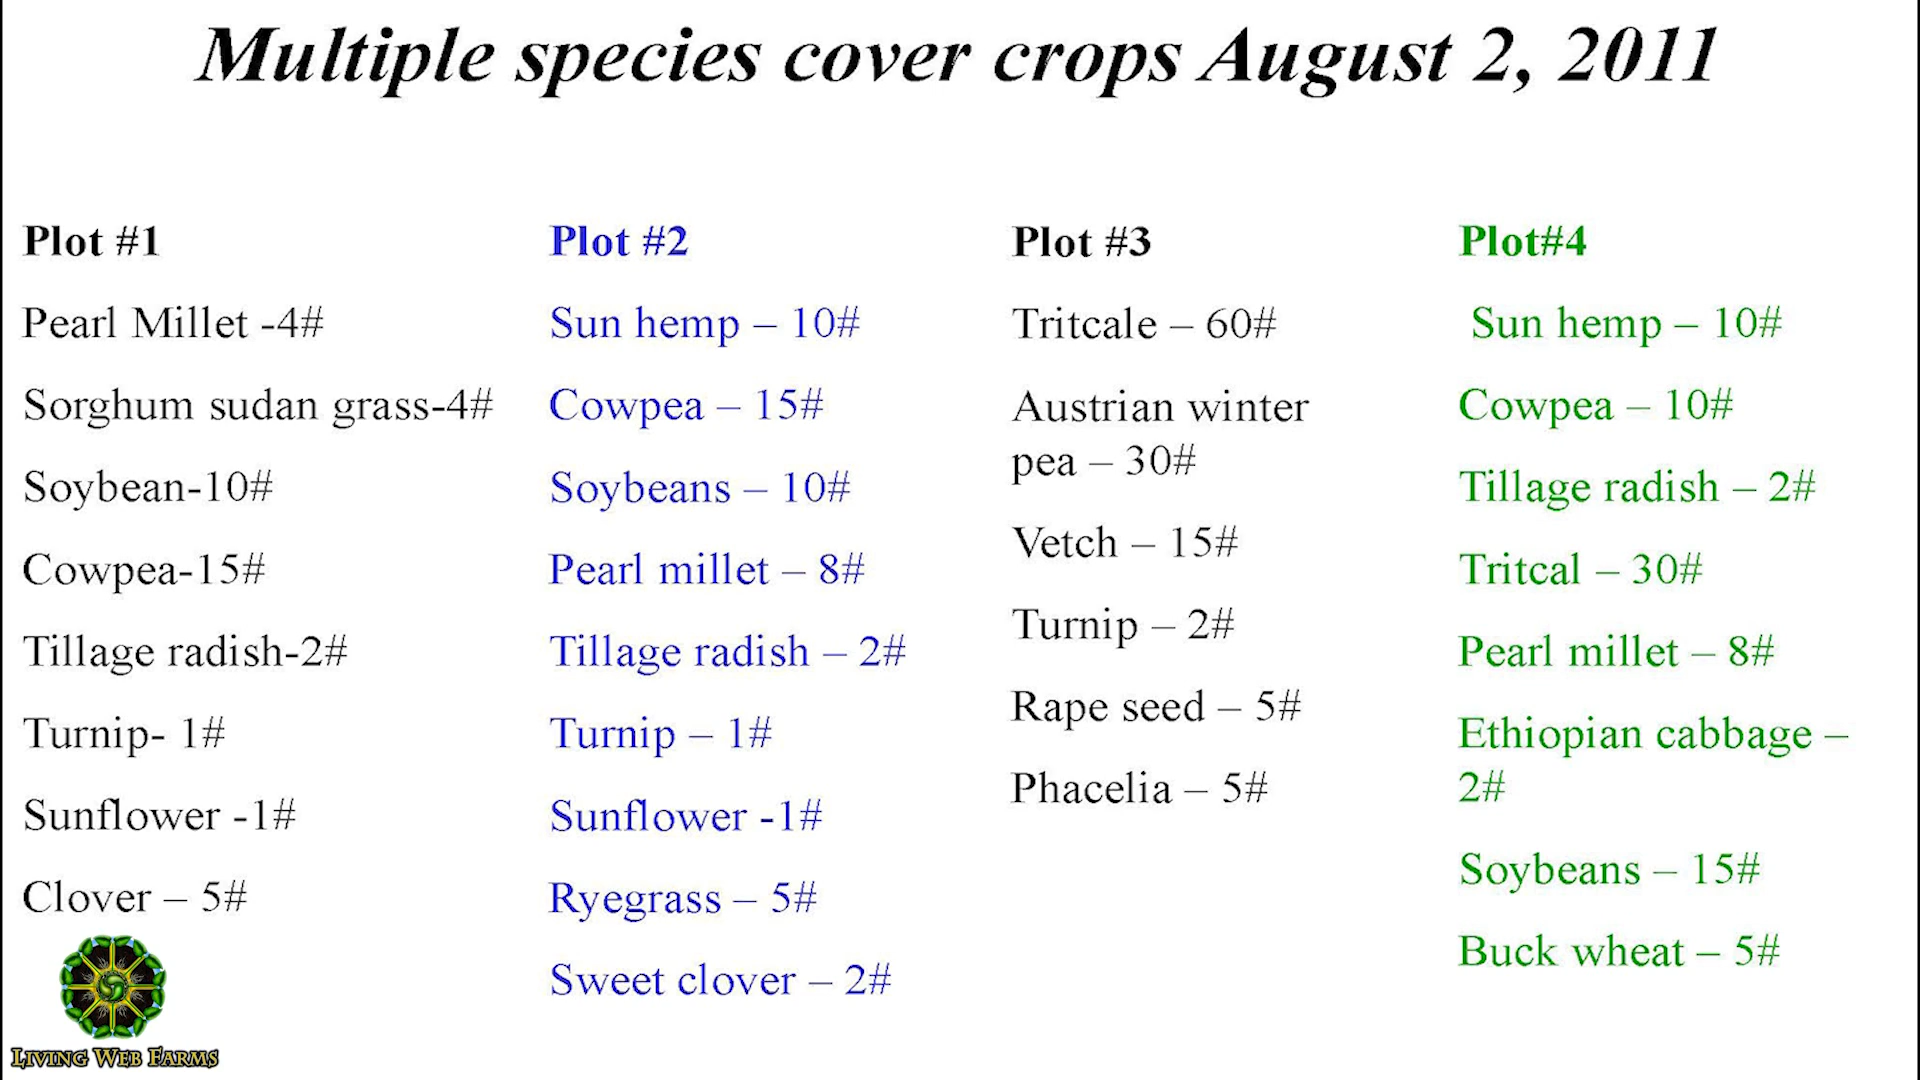 Multiple species cover crops August 2, 2011
Plot #1
Pearl Millet -4#
Sorghum sudan grass-4#
Soybean-10#
Cowpea-15#
Tillage radish-2#
Turnip- 1#
Sunflower -1#
Clover – 5#
Plot #2
Sun hemp – 10#
Cowpea – 15#
Soybeans – 10#
Pearl millet – 8#
Tillage radish – 2#
Turnip – 1#
Sunflower -1#
Ryegrass – 5#
Sweet clover – 2#
Plot #3
Tritcale – 60#
Austrian winter
pea – 30#
Vetch – 15#
Turnip – 2#
Rape seed – 5#
Phacelia – 5#
Plot#4
Sun hemp – 10#
Cowpea – 10#
Tillage radish – 2#
Tritcal – 30#
Pearl millet – 8#
Ethiopian cabbage –
2#
Soybeans – 15#
Buck wheat – 5#
LIVING WEB FARMS